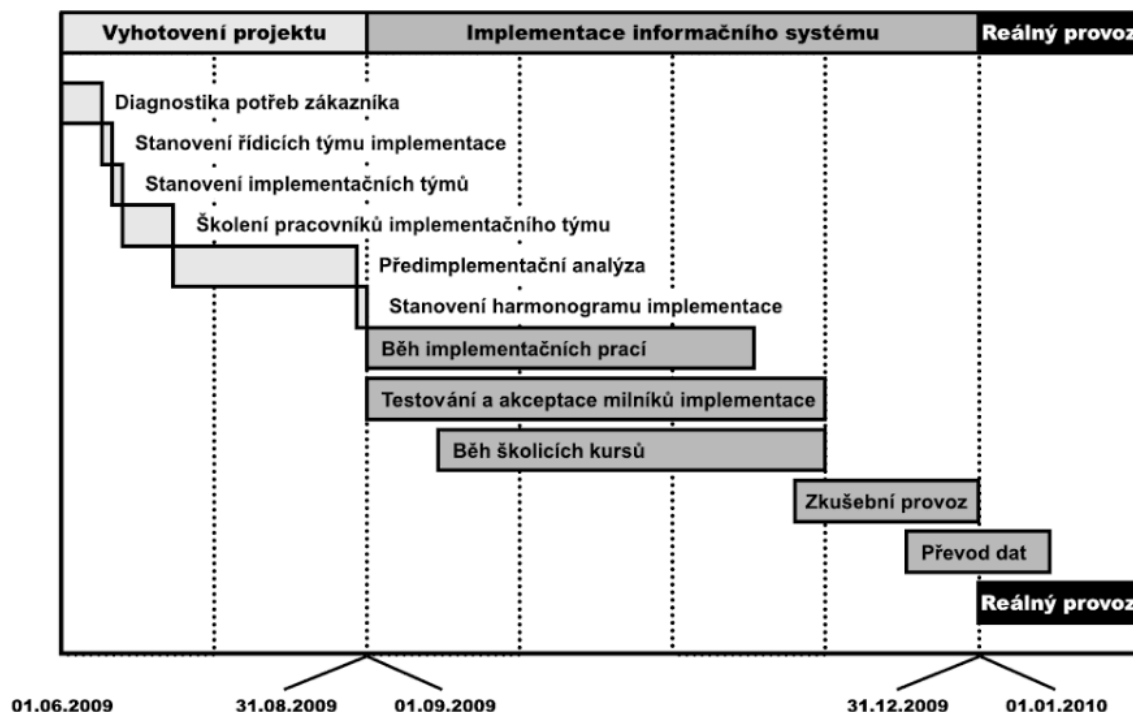 Vyhotovení projektu
Implementace informačního systému
Reálný provoz
Diagnostika potřeb zákazníka
Stanovení řídicích týmu implementace
Stanovení implementačních týmů
Školení pracovníků implementačního týmu
Předimplementační analýza
Stanovení harmonogramu implementace
Běh implementačních prací
Testování a akceptace milníků implementace
Běh školicích kursů
Zkušební provoz
Převod dat
Reálný provoz
01.06.2009
31.08.2009
01.09.2009
31.12.2009
01.01.2010